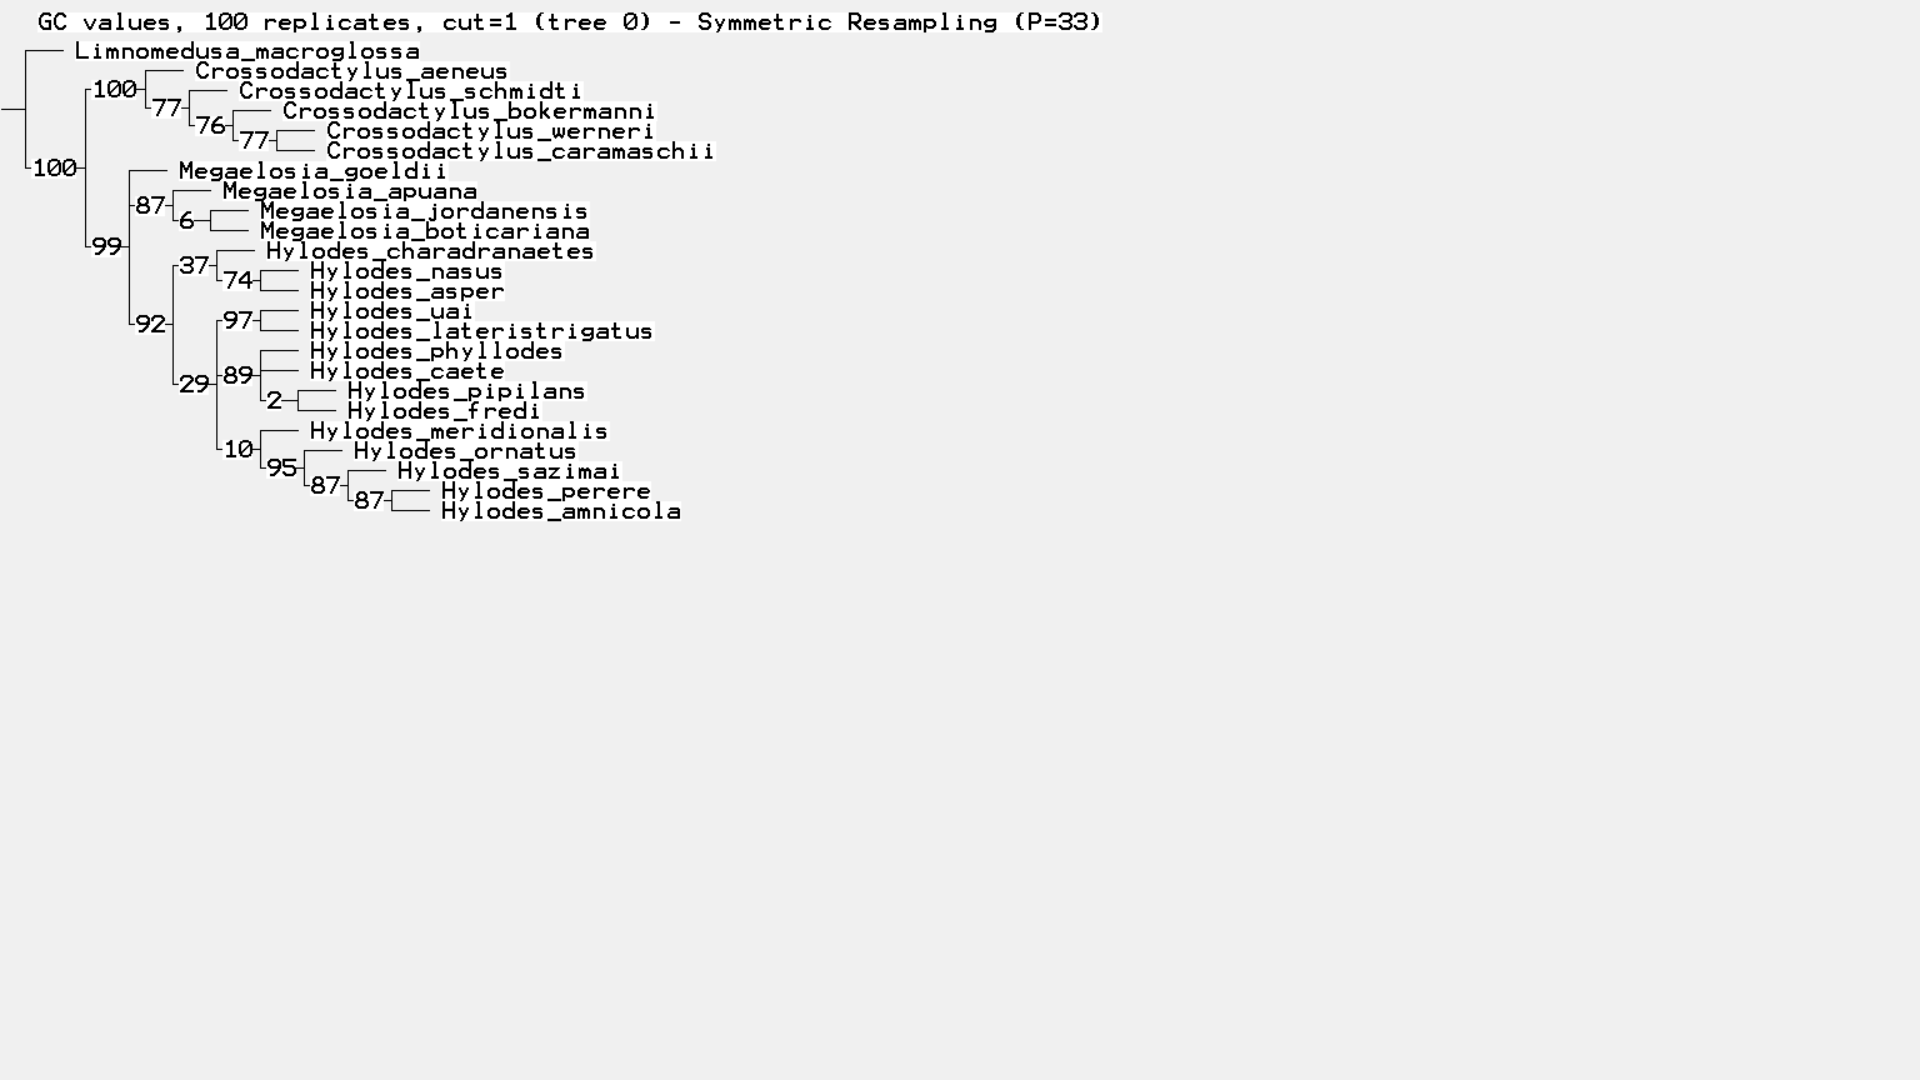 GC values, 100 replicates, cut=1 (tree 0) - Symmetric Resampling (P=33)
Limnomedusa_macroglossa
Crossodactylus_aeneus
100
Crossodactylus_schmidti
77
Crossodactylus_bokermanni
76
Crossodactylus_werneri
77
Crossodactylus_caramaschii
100
Megaelosia_goeldii
Megaelosia_apuana
87
Megaelosia_jordanensis
6
Megaelosia_boticariana
99
Hylodes_charadranaetes
37
Hylodes_nasus
74
Hylodes_asper
Hylodes_uai
97
92
Hylodes_lateristrigatus
Hylodes_phyllodes
89
Hylodes_caete
29
Hylodes_pipilans
2
Hylodes_fredi
Hylodes_meridionalis
10
Hylodes_ornatus
95
Hylodes_sazimai
87
Hylodes_perere
87
Hylodes_amnicola